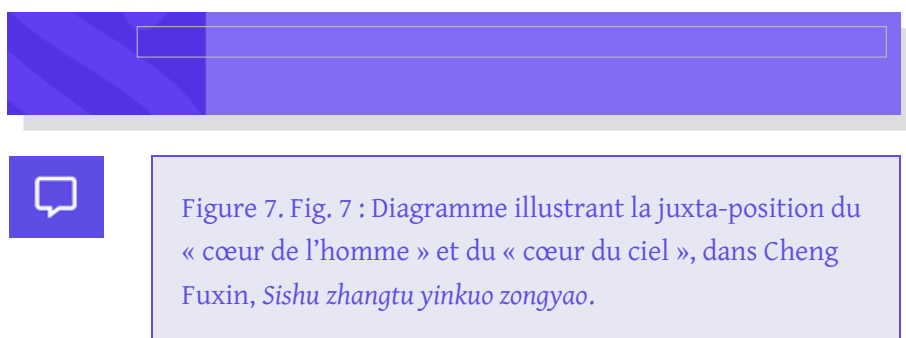 Figure 7. Fig. 7 : Diagramme illustrant la juxta-position du
« cœur de l’homme » et du « cœur du ciel », dans Cheng
Fuxin, Sishu zhangtu yinkuo zongyao.